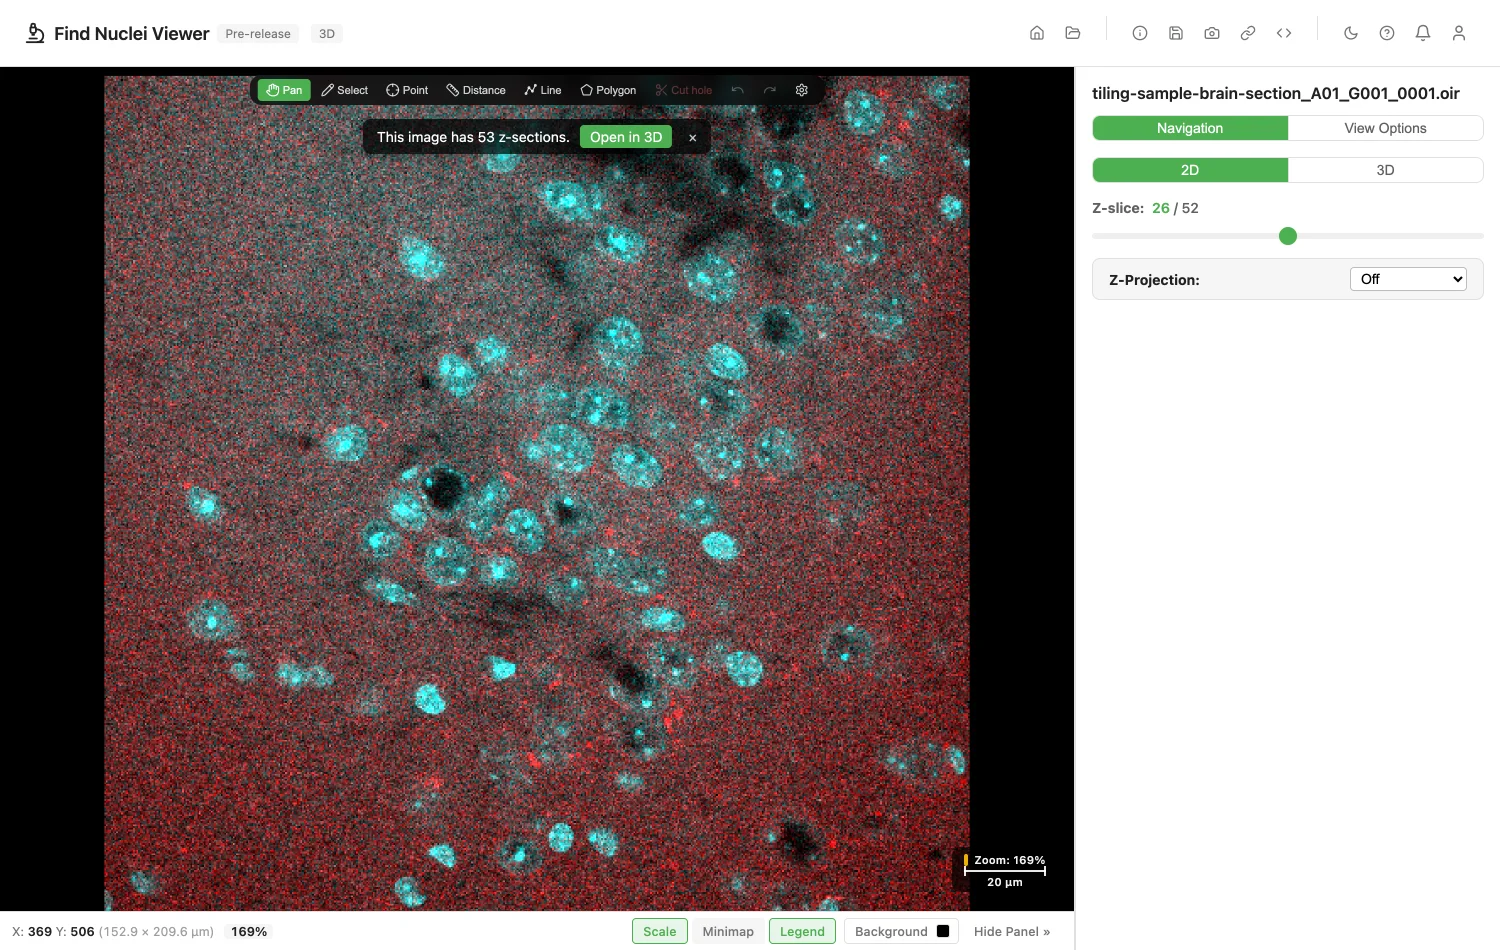 Find Nuclei Viewer Pre-release 3D
tiling-sample-brain-section_A01_G001_0001.oir
Pan Select Point Distance Line Polygon Cut hole
This image has 53 z-sections. Open in 3D ×
Navigation View Options
2D 3D
Z-slice: 26 / 52
Z-Projection: Off
Zoom: 169%
20 µm
X: 369 Y: 506 (152.9 × 209.6 µm) 169% Scale Minimap Legend Background Hide Panel »